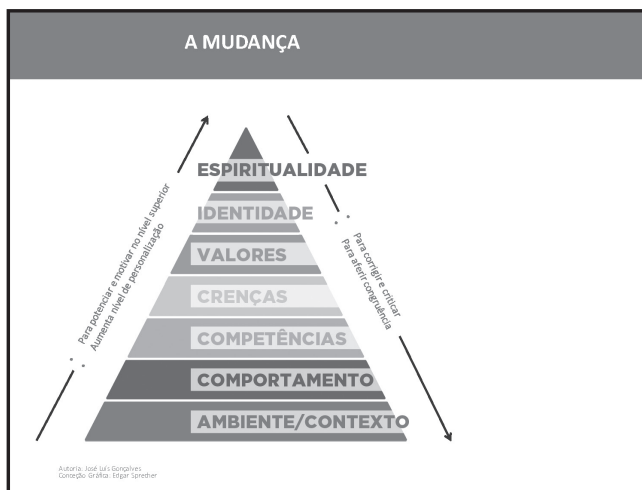 A MUDANÇA
ESPIRITUALIDADE
IDENTIDADE
VALORES
CRENÇAS
COMPETÊNCIAS
COMPORTAMENTO
AMBIENTE/CONTEXTO
• Para potenciar e motivar no nível superior
• Aumenta nível de personalização
• Para corrigir e criticar
• Para aferir congruência
Autoria: José Luís Gonçalves
Conceção Gráfica: Edgar Sprecher